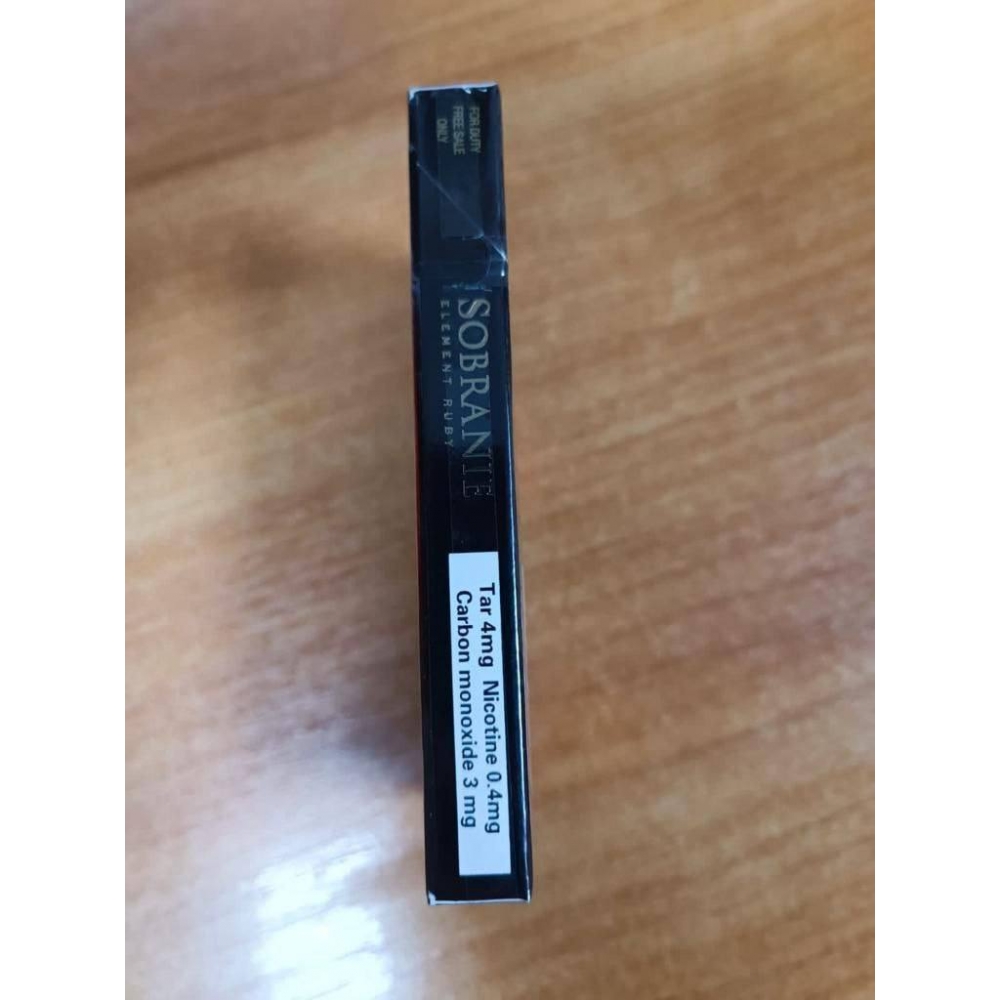 FOR DUTY
FREE SALE
ONLY
SOBRANIE
ELEMENT RUBY
Tar 4mg Nicotine 0.4mg
Carbon monoxide 3 mg